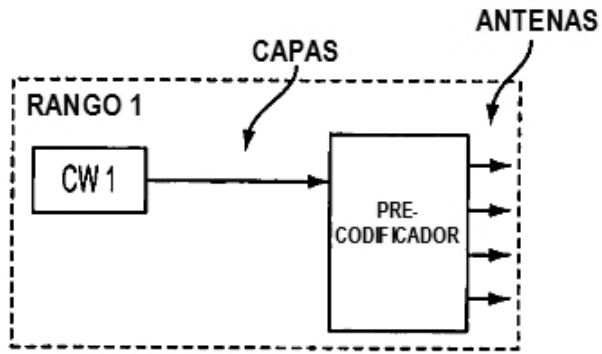 ANTENAS
CAPAS
RANGO 1
CW 1
PRE-
CODIFICADOR